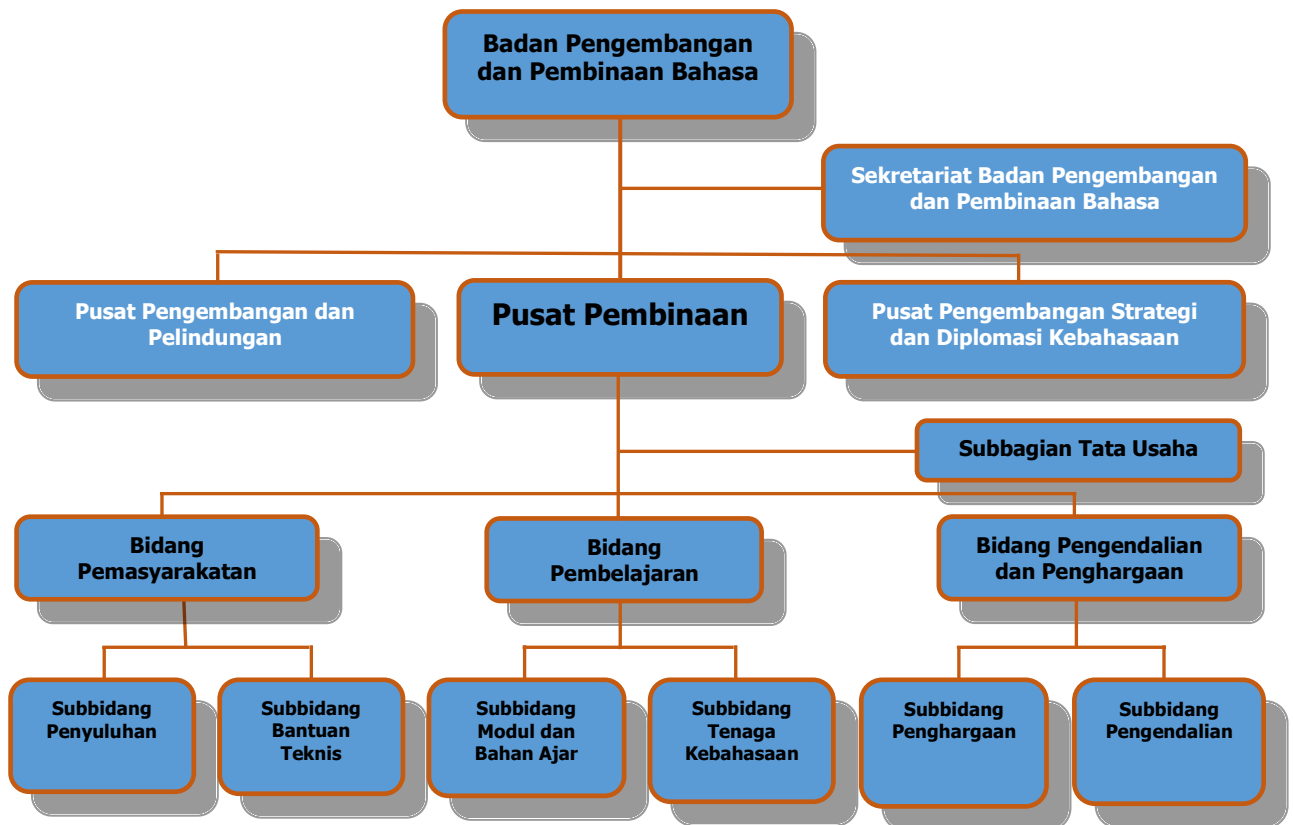 Badan Pengembangan
dan Pembinaan Bahasa
Sekretariat Badan Pengembangan
dan Pembinaan Bahasa
Pusat Pengembangan dan
Pelindungan
Pusat Pembinaan
Pusat Pengembangan Strategi
dan Diplomasi Kebahasaan
Subbagian Tata Usaha
Bidang
Pemasyarakatan
Bidang
Pembelajaran
Bidang Pengendalian
dan Penghargaan
Subbidang
Penyuluhan
Subbidang
Bantuan
Teknis
Subbidang
Modul dan
Bahan Ajar
Subbidang
Tenaga
Kebahasaan
Subbidang
Penghargaan
Subbidang
Pengendalian